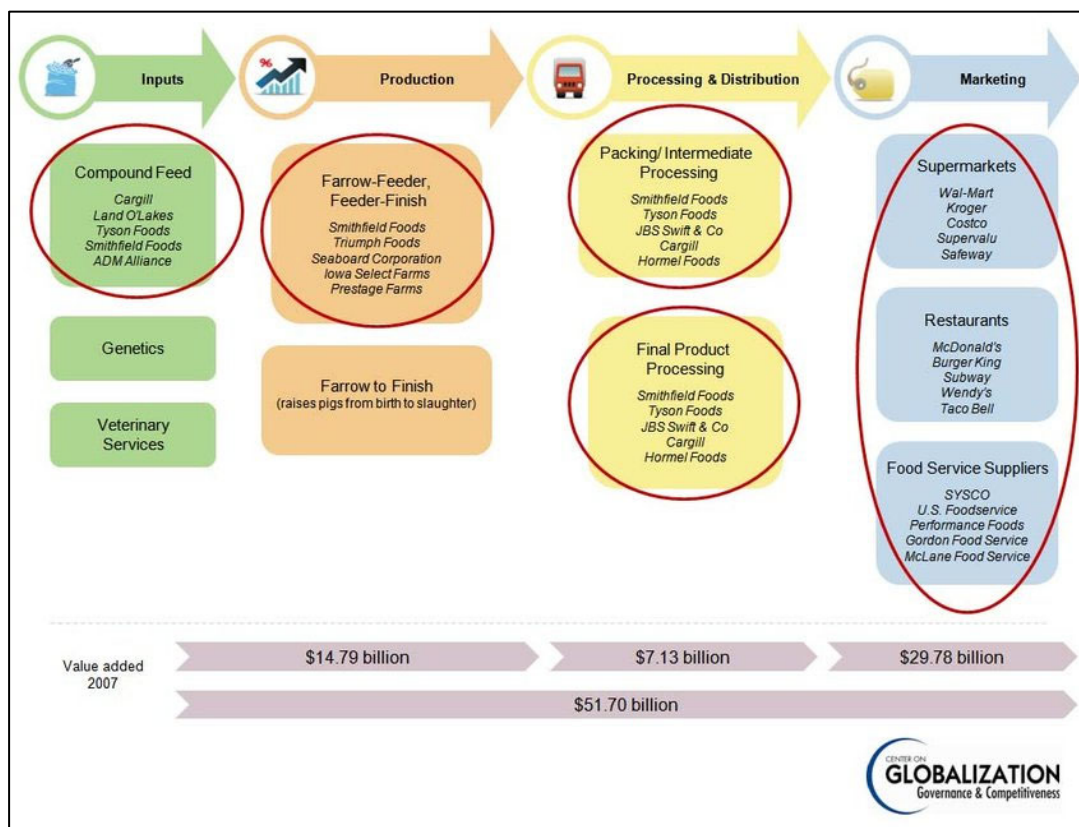 Inputs
%
Production
Processing & Distribution
Marketing
Compound Feed
Cargill
Land O'Lakes
Tyson Foods
Smithfield Foods
ADM Alliance
Genetics
Veterinary
Services
Farrow-Feeder,
Feeder-Finish
Smithfield Foods
Triumph Foods
Seaboard Corporation
Iowa Select Farms
Prestage Farms
Farrow to Finish
(raises pigs from birth to slaughter)
Packing/ Intermediate
Processing
Smithfield Foods
Tyson Foods
JBS Swift & Co
Cargill
Hormel Foods
Final Product
Processing
Smithfield Foods
Tyson Foods
JBS Swift & Co
Cargill
Hormel Foods
Supermarkets
Wal-Mart
Kroger
Costco
Supervalu
Safeway
Restaurants
McDonald's
Burger King
Subway
Wendy's
Taco Bell
Food Service Suppliers
SYSCO
U.S. Foodservice
Performance Foods
Gordon Food Service
McLane Food Service
Value added
2007
$14.79 billion
$7.13 billion
$29.78 billion
$51.70 billion
CENTER ON
GLOBALIZATION
Governance & Competitiveness